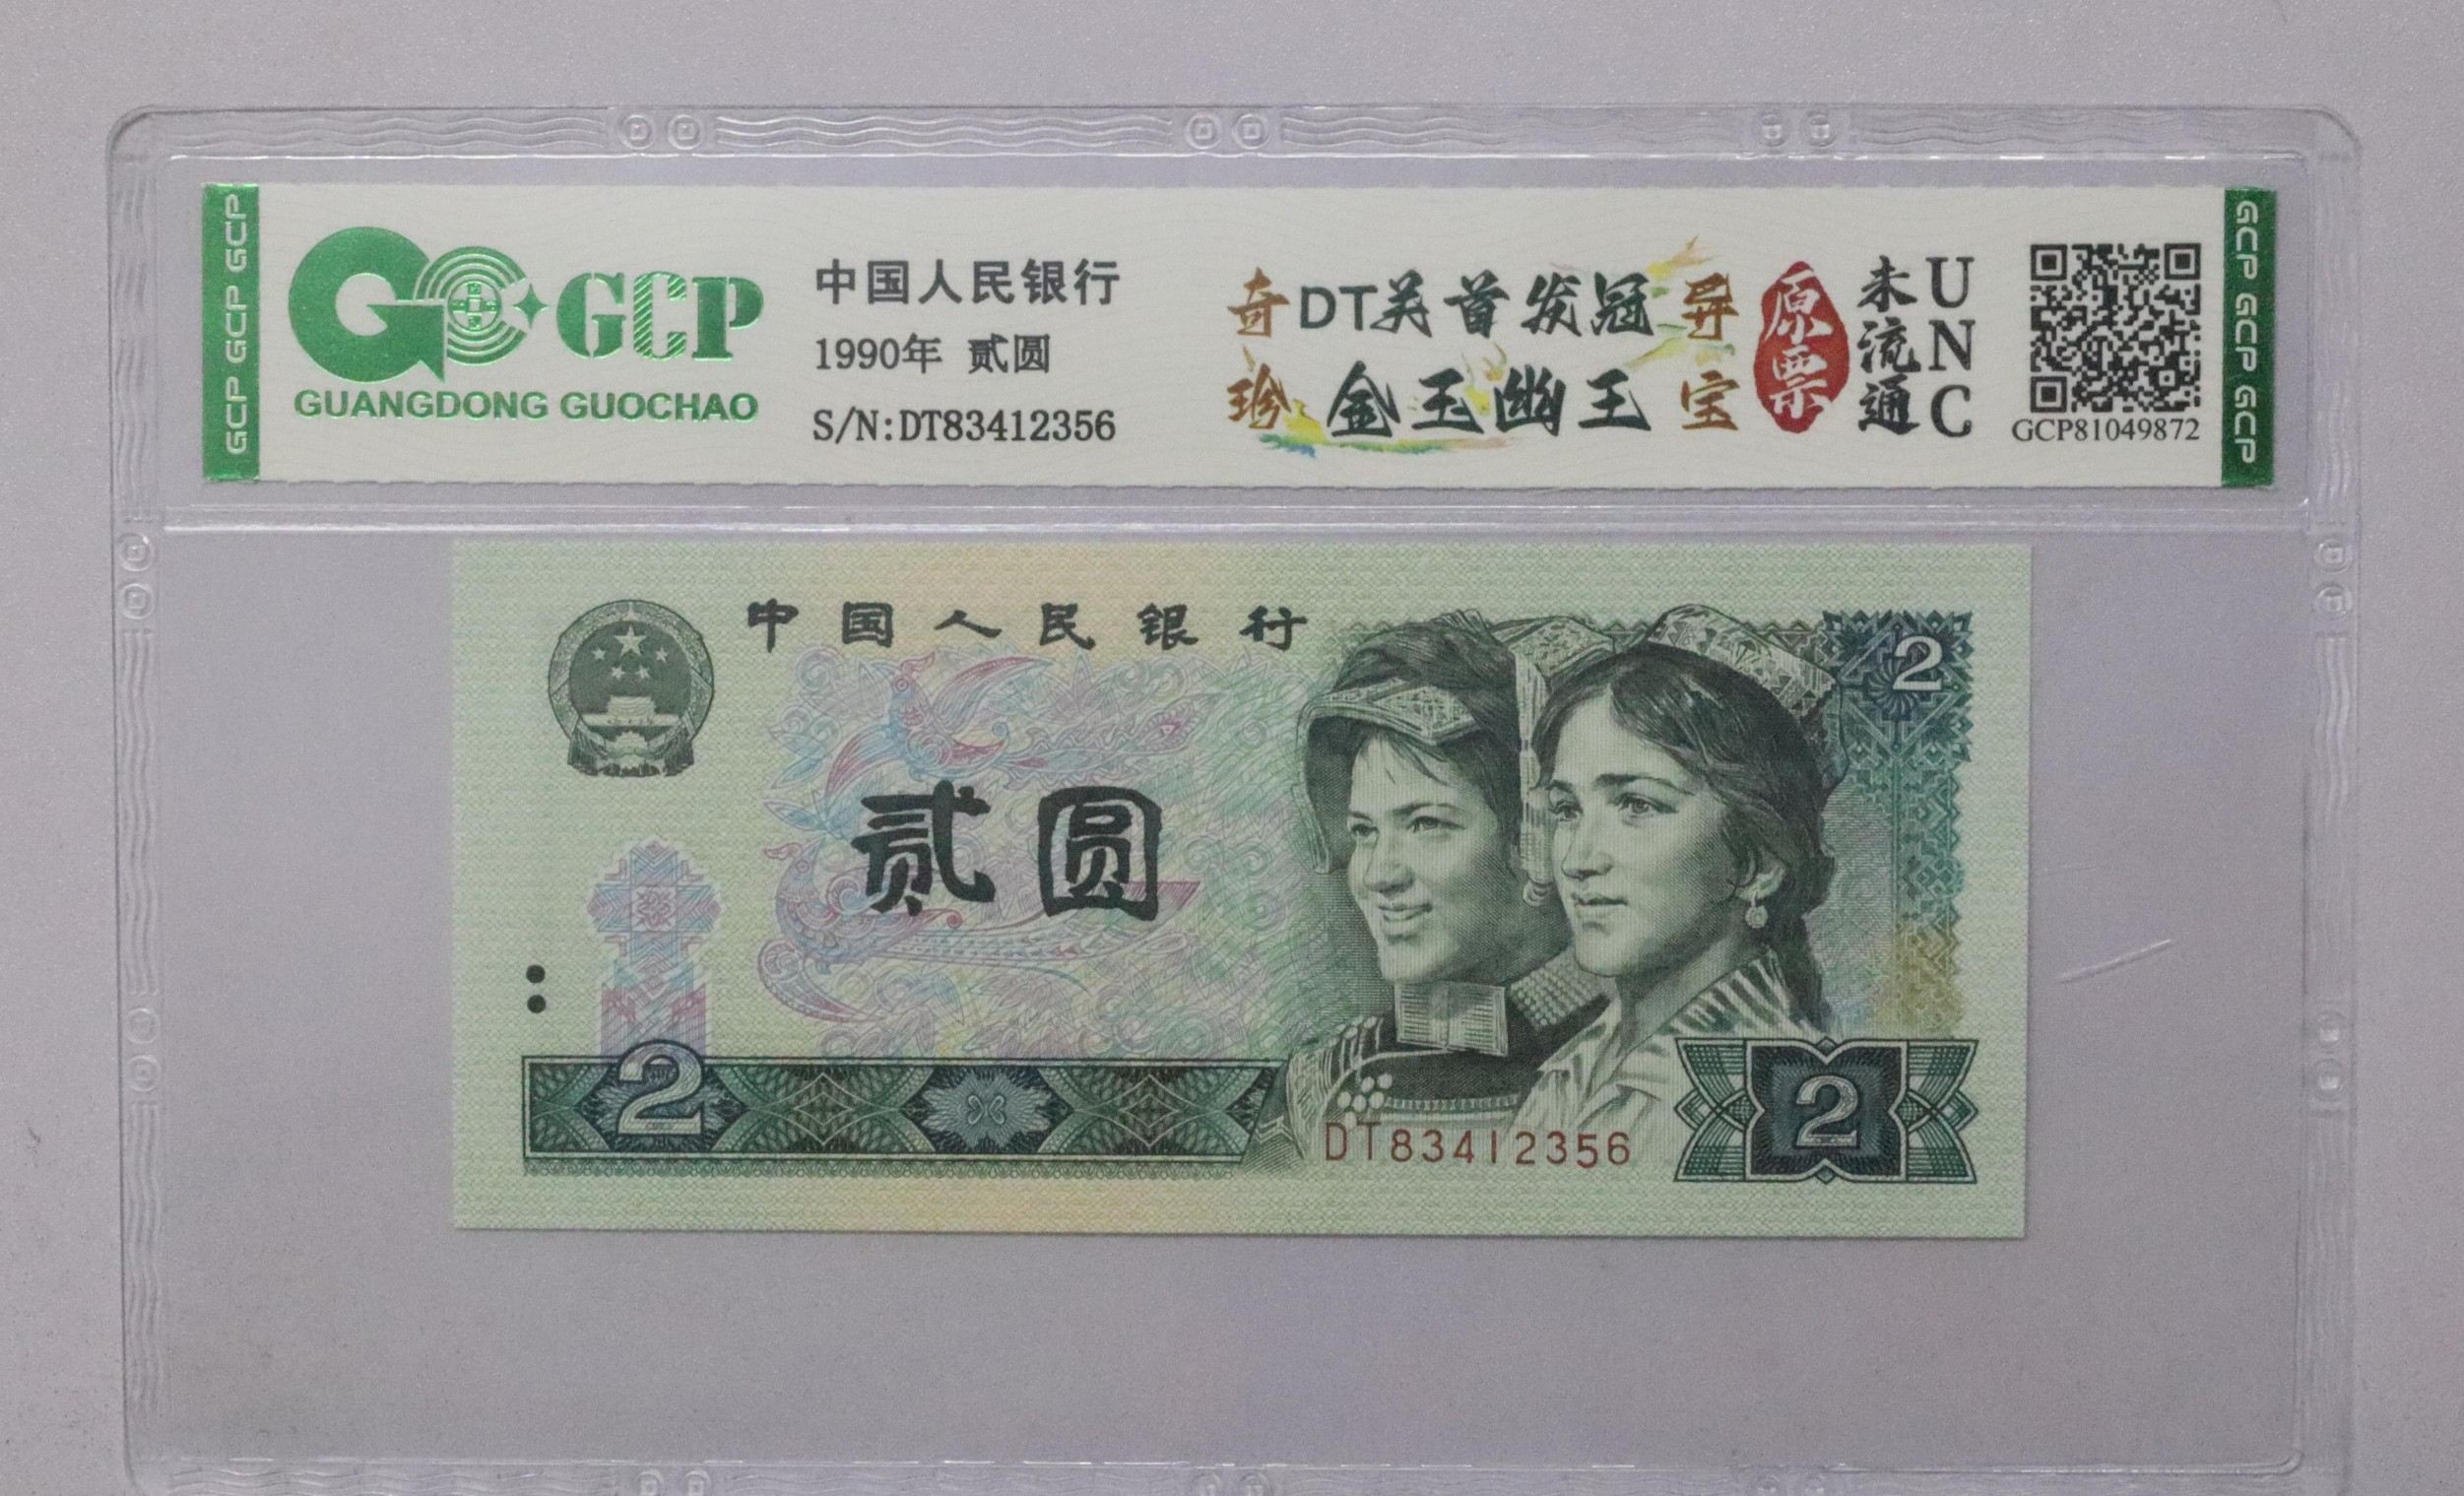 GCP GCP GCP
GCP
GUANGDONG GUOCHAO
中国人民银行
1990年 贰圆
S/N:DT83412356
奇珍
DT关首发冠
金玉幽王
异宝
原票
未流通
UNC
GCP81049872
GCP GCP GCP
中国人民银行
2
贰圆
2
DT83412356
2